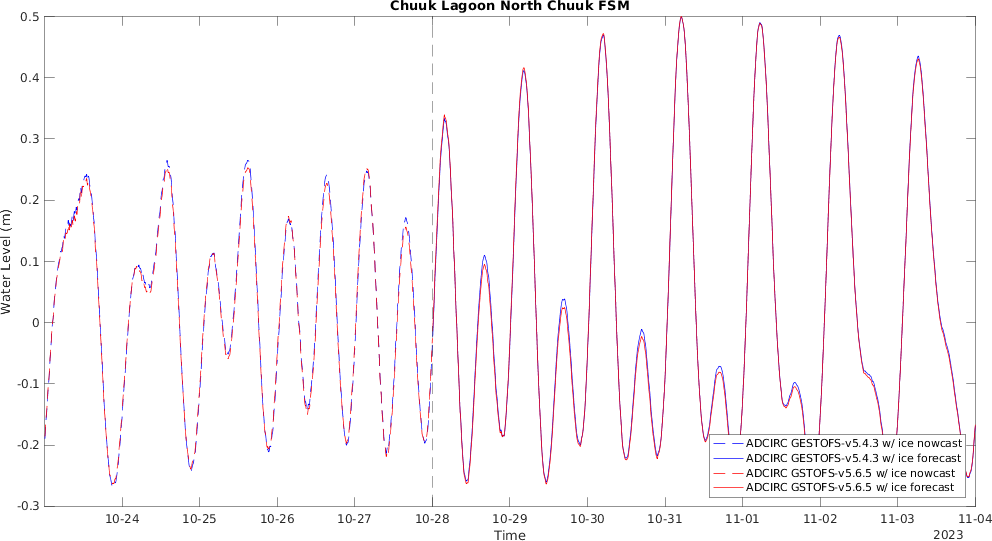 Chuuk Lagoon North Chuuk FSM
0.5
0.4
0.3
0.2
0.1
0
-0.1
-0.2
-0.3
Water Level (m)
ADCIRC GESTOFS-v5.4.3 w/ ice nowcast
ADCIRC GESTOFS-v5.4.3 w/ ice forecast
ADCIRC GSTOFS-v5.6.5 w/ ice nowcast
ADCIRC GSTOFS-v5.6.5 w/ ice forecast
10-24 10-25 10-26 10-27 10-28 10-29 10-30 10-31 11-01 11-02 11-03 11-04
Time
2023